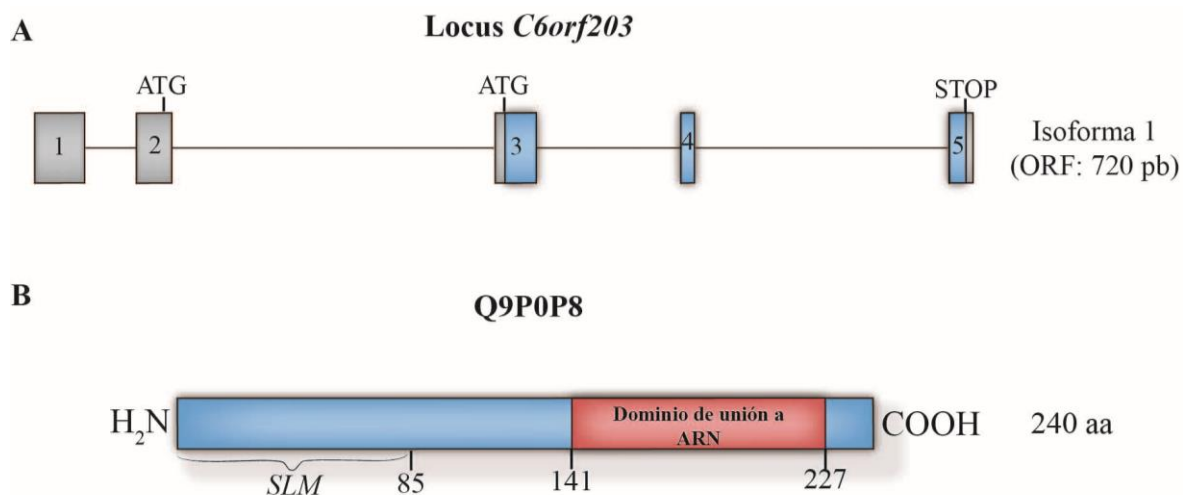 A
Locus C6orf203
ATG
ATG
STOP
1
2
3
4
5
Isoforma 1
(ORF: 720 pb)
B
Q9P0P8
H₂N
Dominio de unión a
ARN
COOH
240 aa
SLM
85
141
227